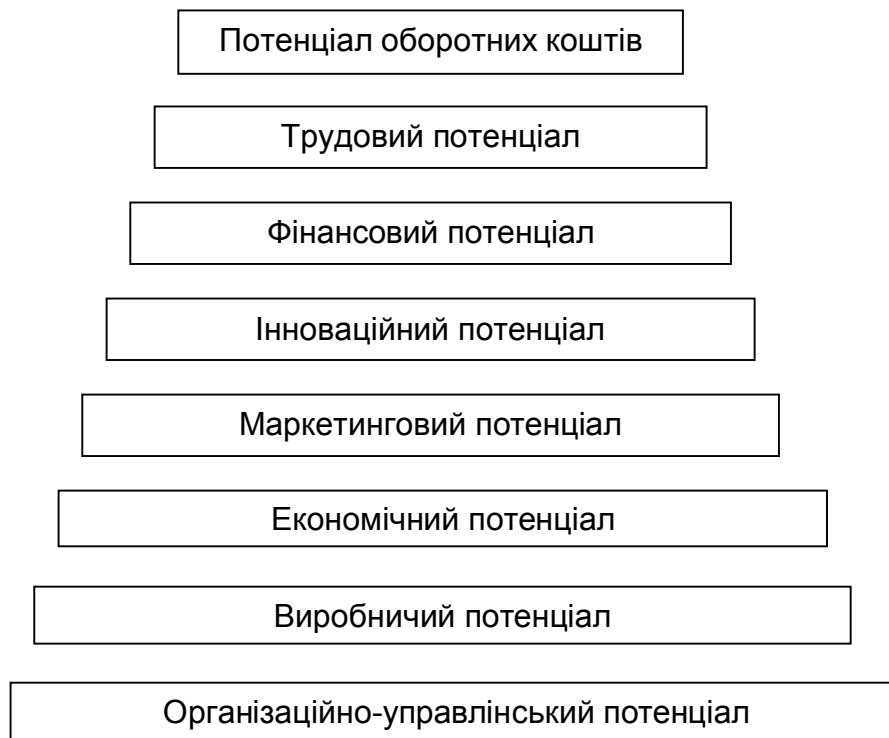 Потенціал оборотних коштів
Трудовий потенціал
Фінансовий потенціал
Інноваційний потенціал
Маркетинговий потенціал
Економічний потенціал
Виробничий потенціал
Організаційно-управлінський потенціал